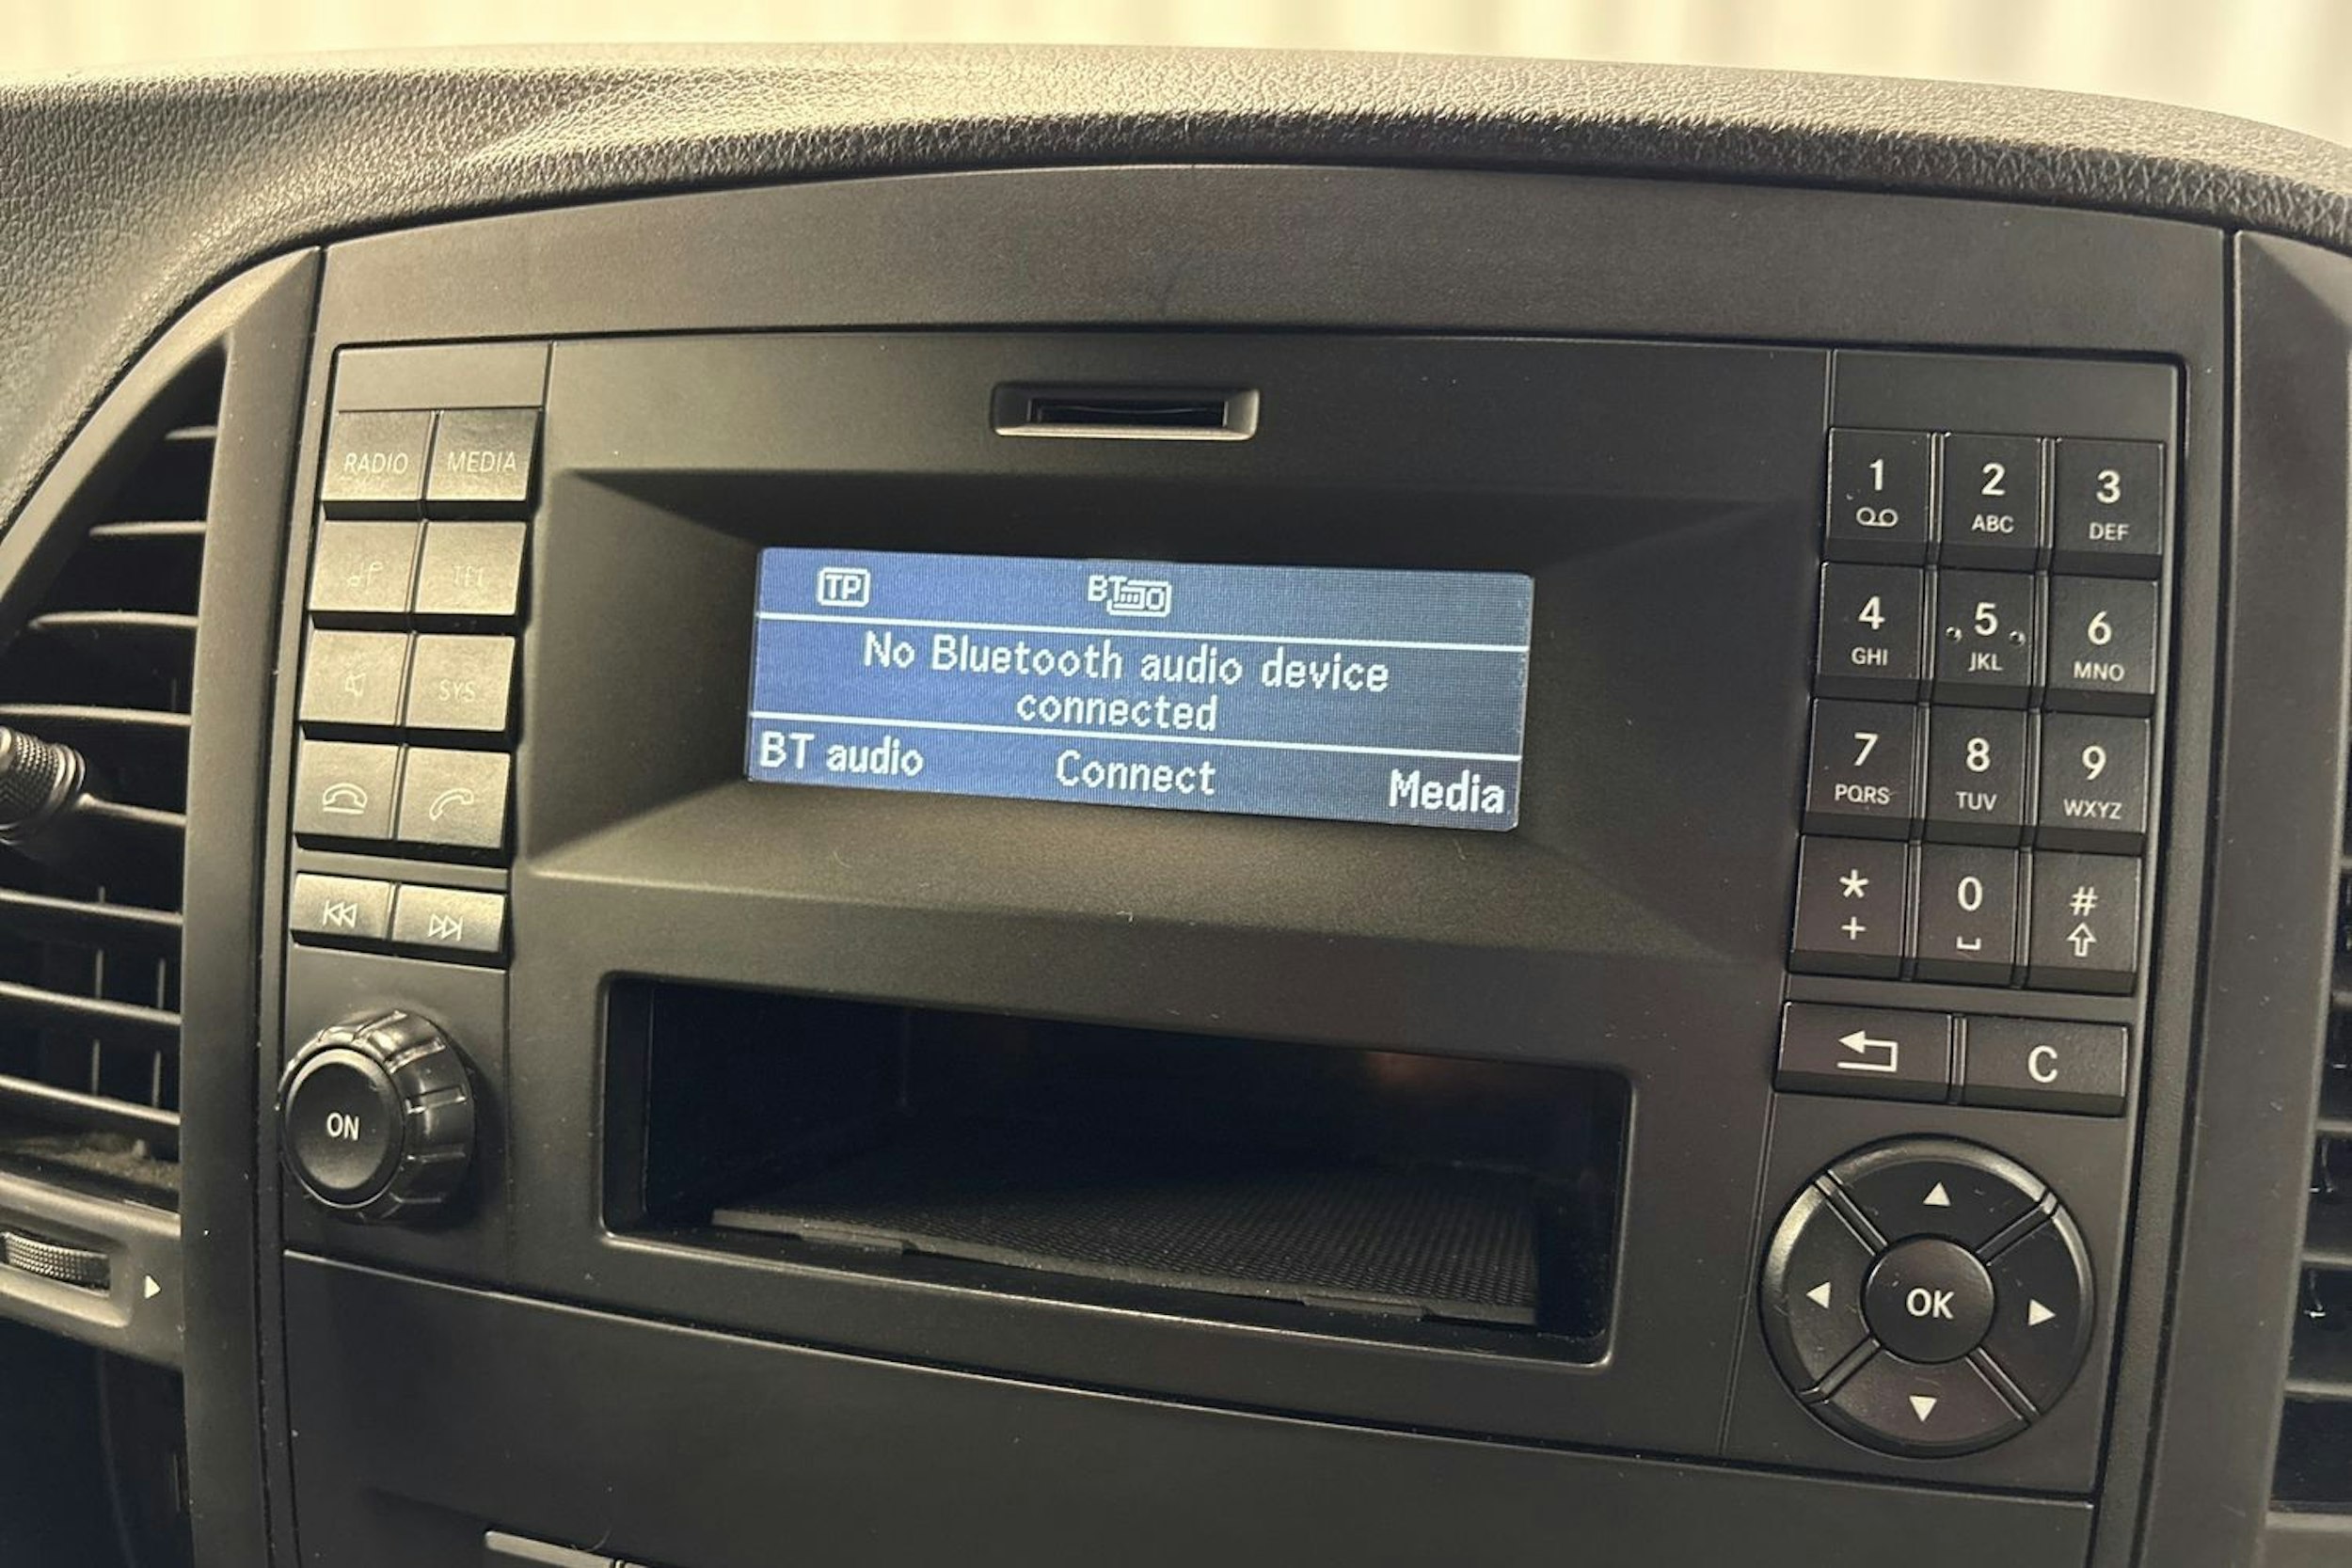 RADIO MEDIA
TEL
SYS
ON
TP BT
No Bluetooth audio device
connected
BT audio Connect Media
1 2 3
ABC DEF
4 5 6
GHI JKL MNO
7 8 9
PQRS TUV WXYZ
* 0 #
+
C
OK